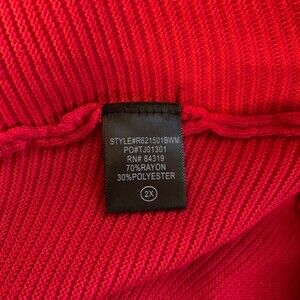 STYLE#R621501BWM
PO#TJ01301
RN# 84319
70%RAYON
30%POLYESTER
2X